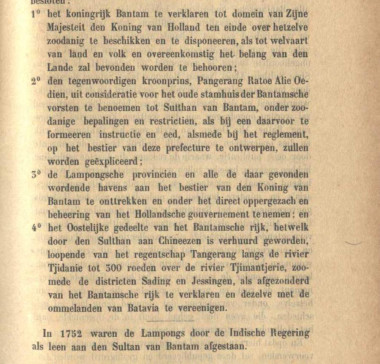 besloten:
1° het koningrijk Bantam te verklaren tot domein van Zijne
Majesteit den Koning van Holland ten einde over hetzelve
zoodanig te beschikken en te disponeeren, als tot welvaart
van land en volk en overeenkomstig het belang van den
Lande zal bevonden worden te behooren;
2° den tegenwoordigen kroonprins, Pangerang Ratoe Alie Oe-
dien, uit consideratie voor het oude stamhuis der Bantamsche
vorsten te benoemen tot Sulthan van Bantam, onder zoo-
danige bepalingen en restrictien, als bij een daarvoor te
formeeren instructie en eed, alsmede bij het reglement,
op het bestier van deze prefecture te ontwerpen, zullen
worden geëxpliceerd;
3° de Lampongsche provincien en alle de daar gevonden
wordende havens aan het bestier van den Koning van
Bantam te onttrekken en onder het direct oppergezach en
beheering van het Hollandsche gouvernement te nemen; en
4° het Oostelijke gedeelte van het Bantamsche rijk, hetwelk
door den Sulthan aan Chineezen is verhuurd geworden,
loopende van het regentschap Tangerang langs de rivier
Tjidanie tot 300 roeden over de rivier Tjimantjerie, zoo-
mede de districten Sading en Jessingen, als afgezonderd
van het Bantamsche rijk te verklaren en dezelve met de
ommelanden van Batavia te vereenigen.
In 1752 waren de Lampongs door de Indische Regering
als leen aan den Sultan van Bantam afgestaan.